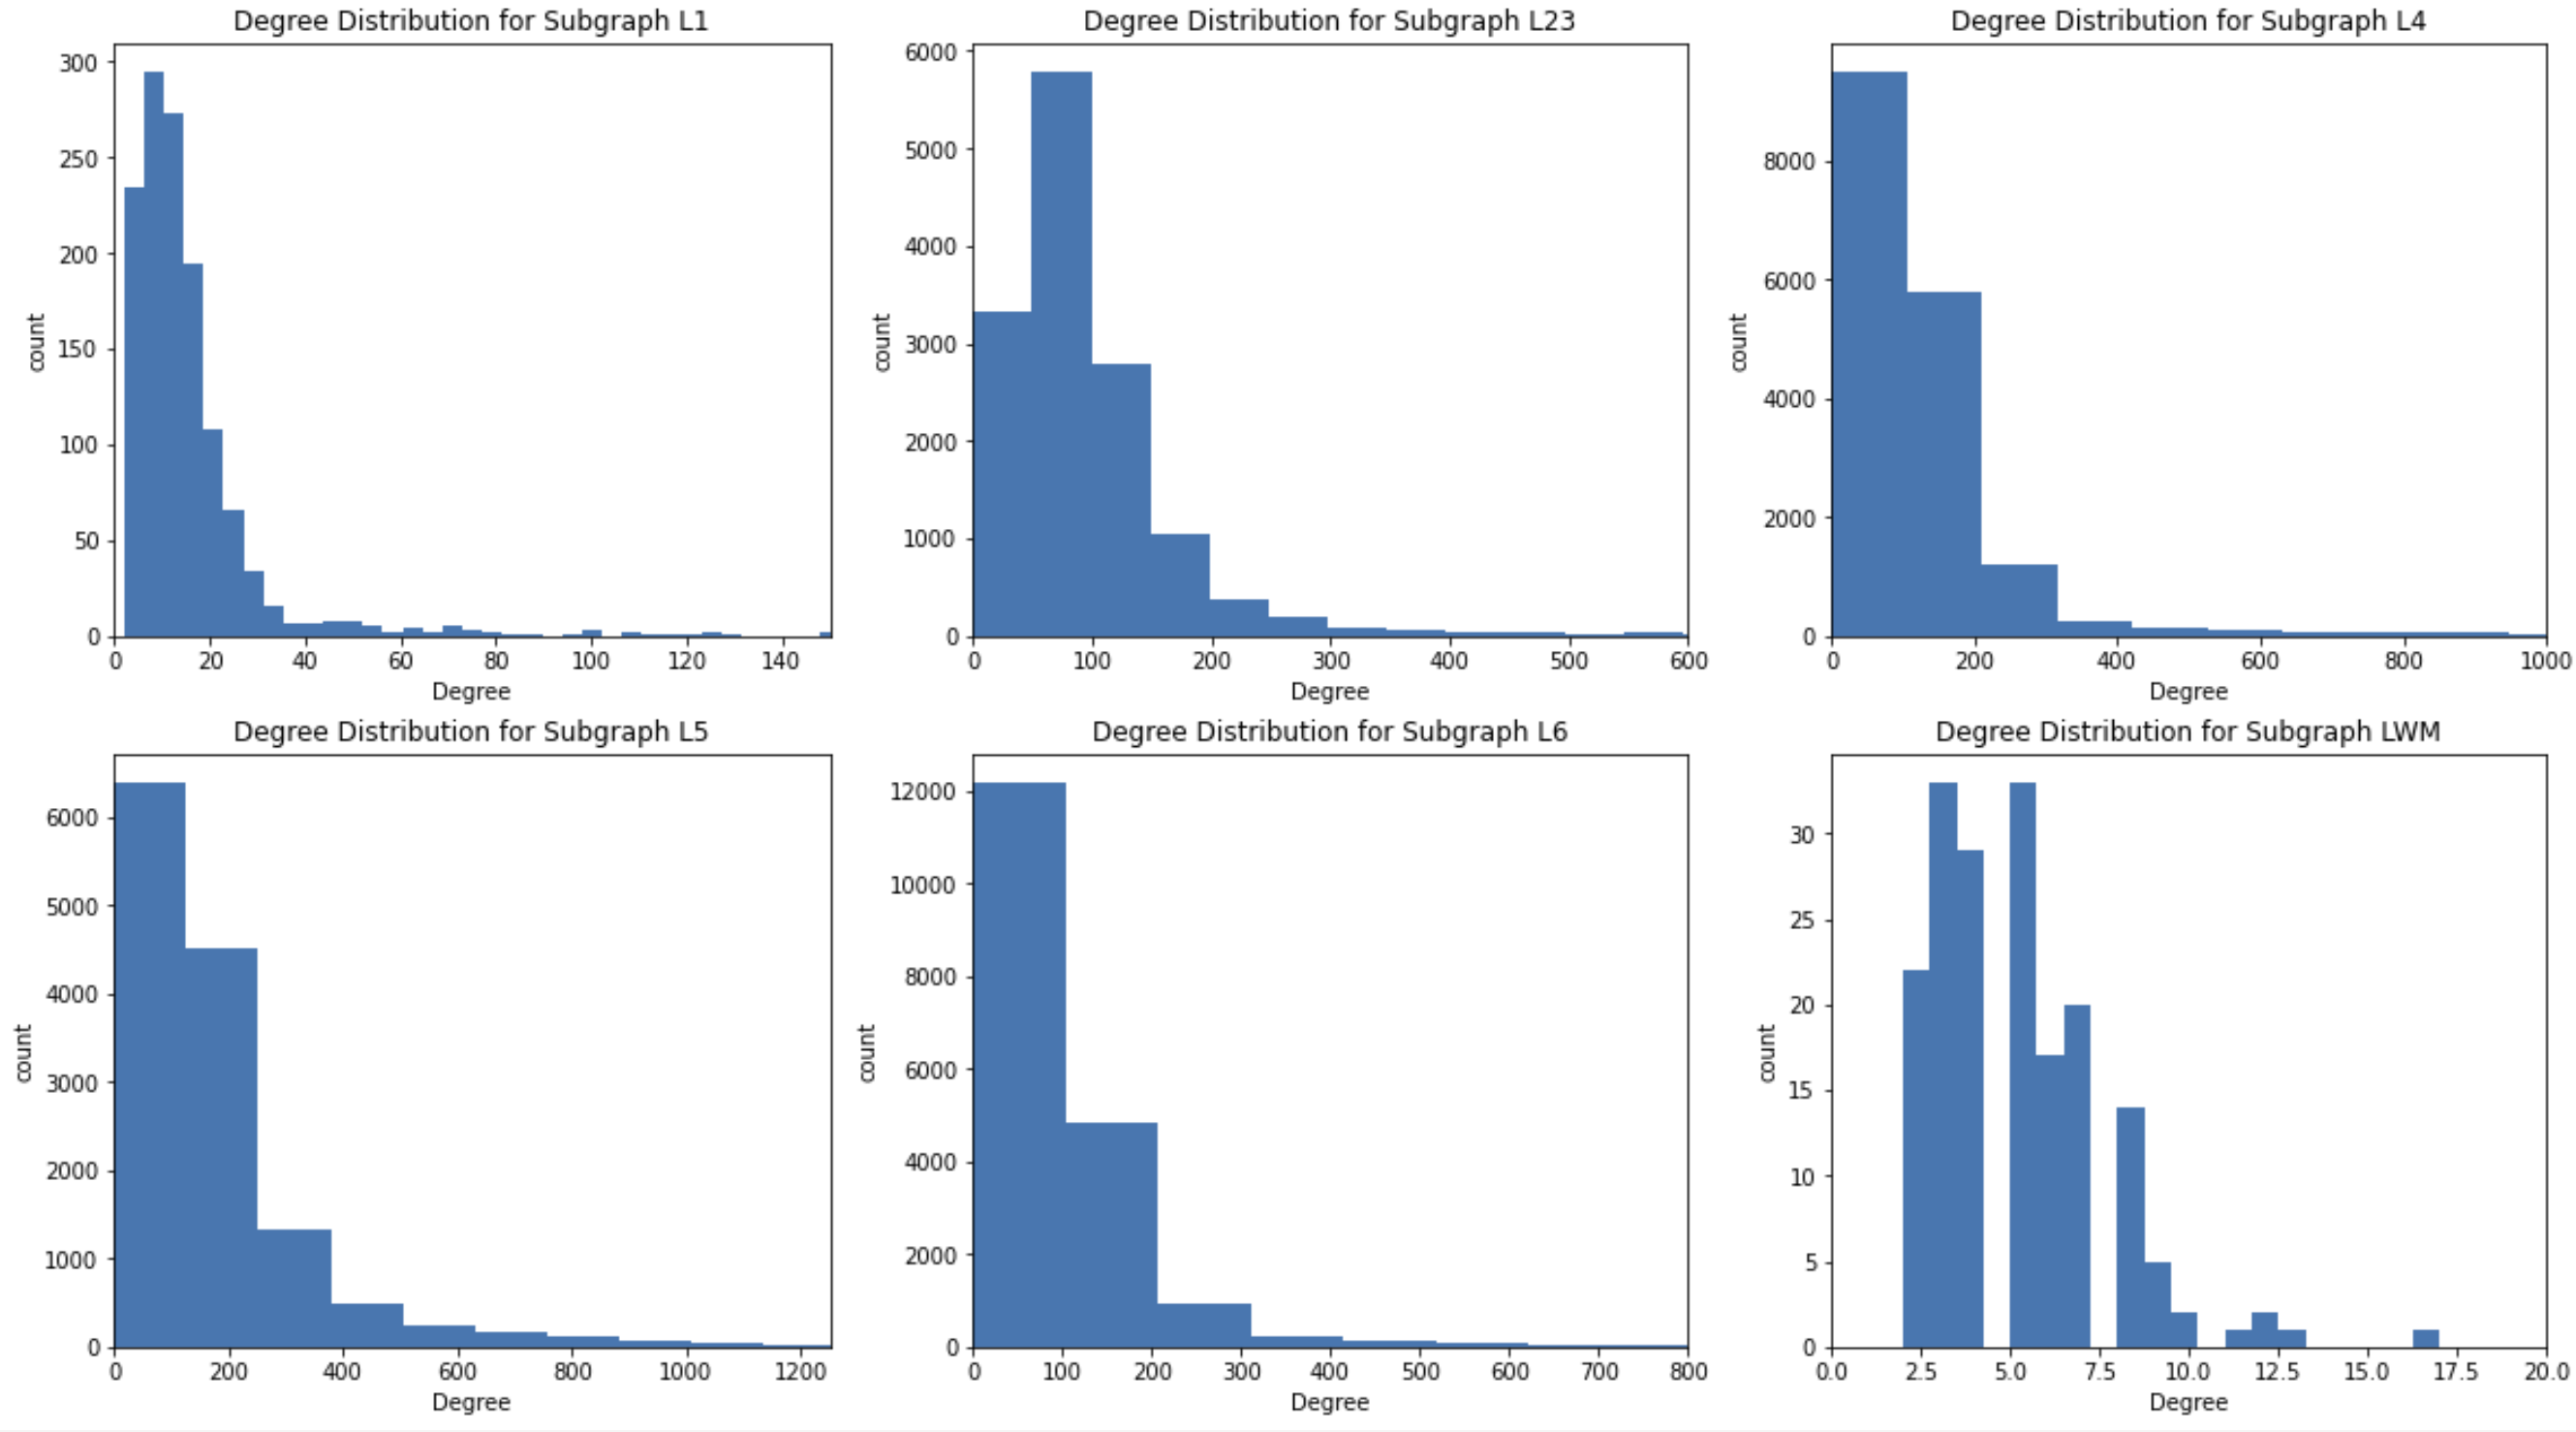 Degree Distribution for Subgraph L1
300
250
200
150
100
50
0
count
0 20 40 60 80 100 120 140
Degree
Degree Distribution for Subgraph L23
6000
5000
4000
3000
2000
1000
0
count
0 100 200 300 400 500 600
Degree
Degree Distribution for Subgraph L4
8000
6000
4000
2000
0
count
0 200 400 600 800 1000
Degree
Degree Distribution for Subgraph L5
6000
5000
4000
3000
2000
1000
0
count
0 200 400 600 800 1000 1200
Degree
Degree Distribution for Subgraph L6
12000
10000
8000
6000
4000
2000
0
count
0 100 200 300 400 500 600 700 800
Degree
Degree Distribution for Subgraph LWM
30
25
20
15
10
5
0
count
0.0 2.5 5.0 7.5 10.0 12.5 15.0 17.5 20.0
Degree